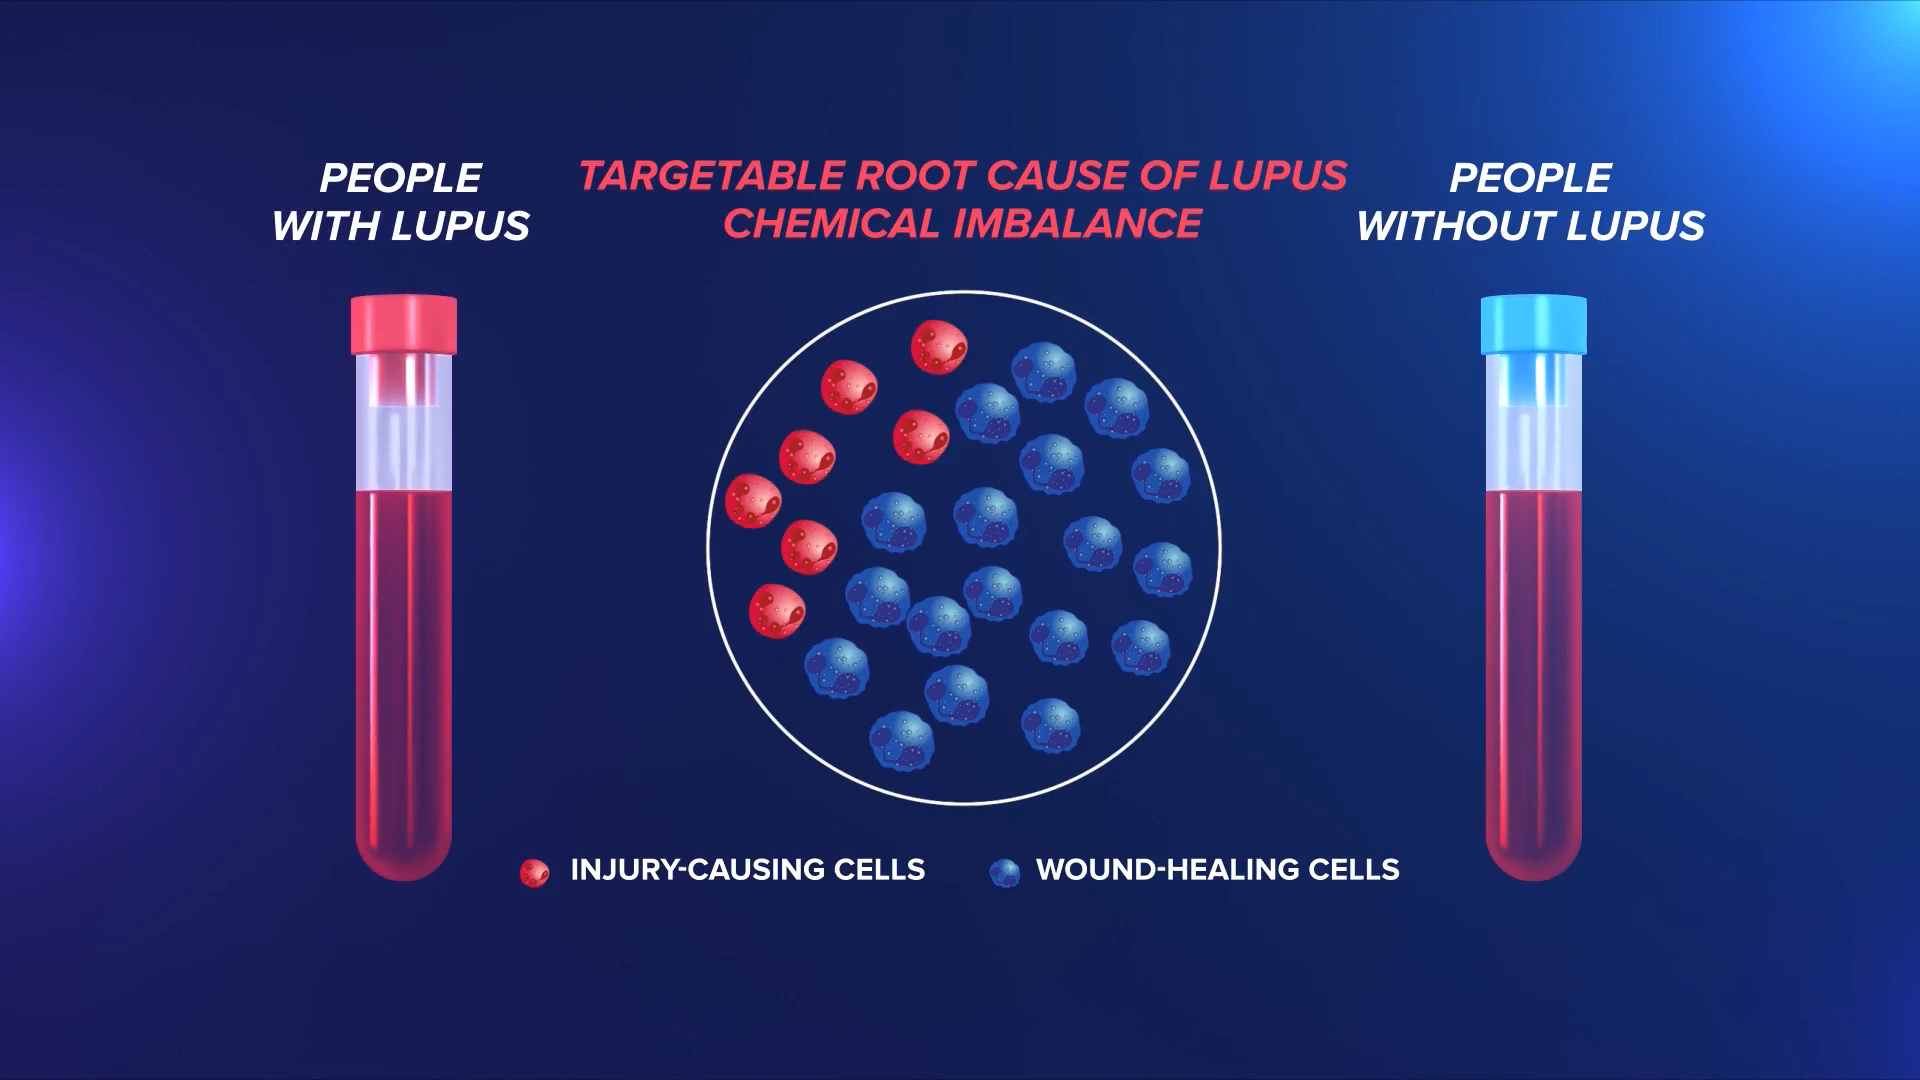 PEOPLE
WITH LUPUS
TARGETABLE ROOT CAUSE OF LUPUS
CHEMICAL IMBALANCE
PEOPLE
WITHOUT LUPUS
INJURY-CAUSING CELLS
WOUND-HEALING CELLS